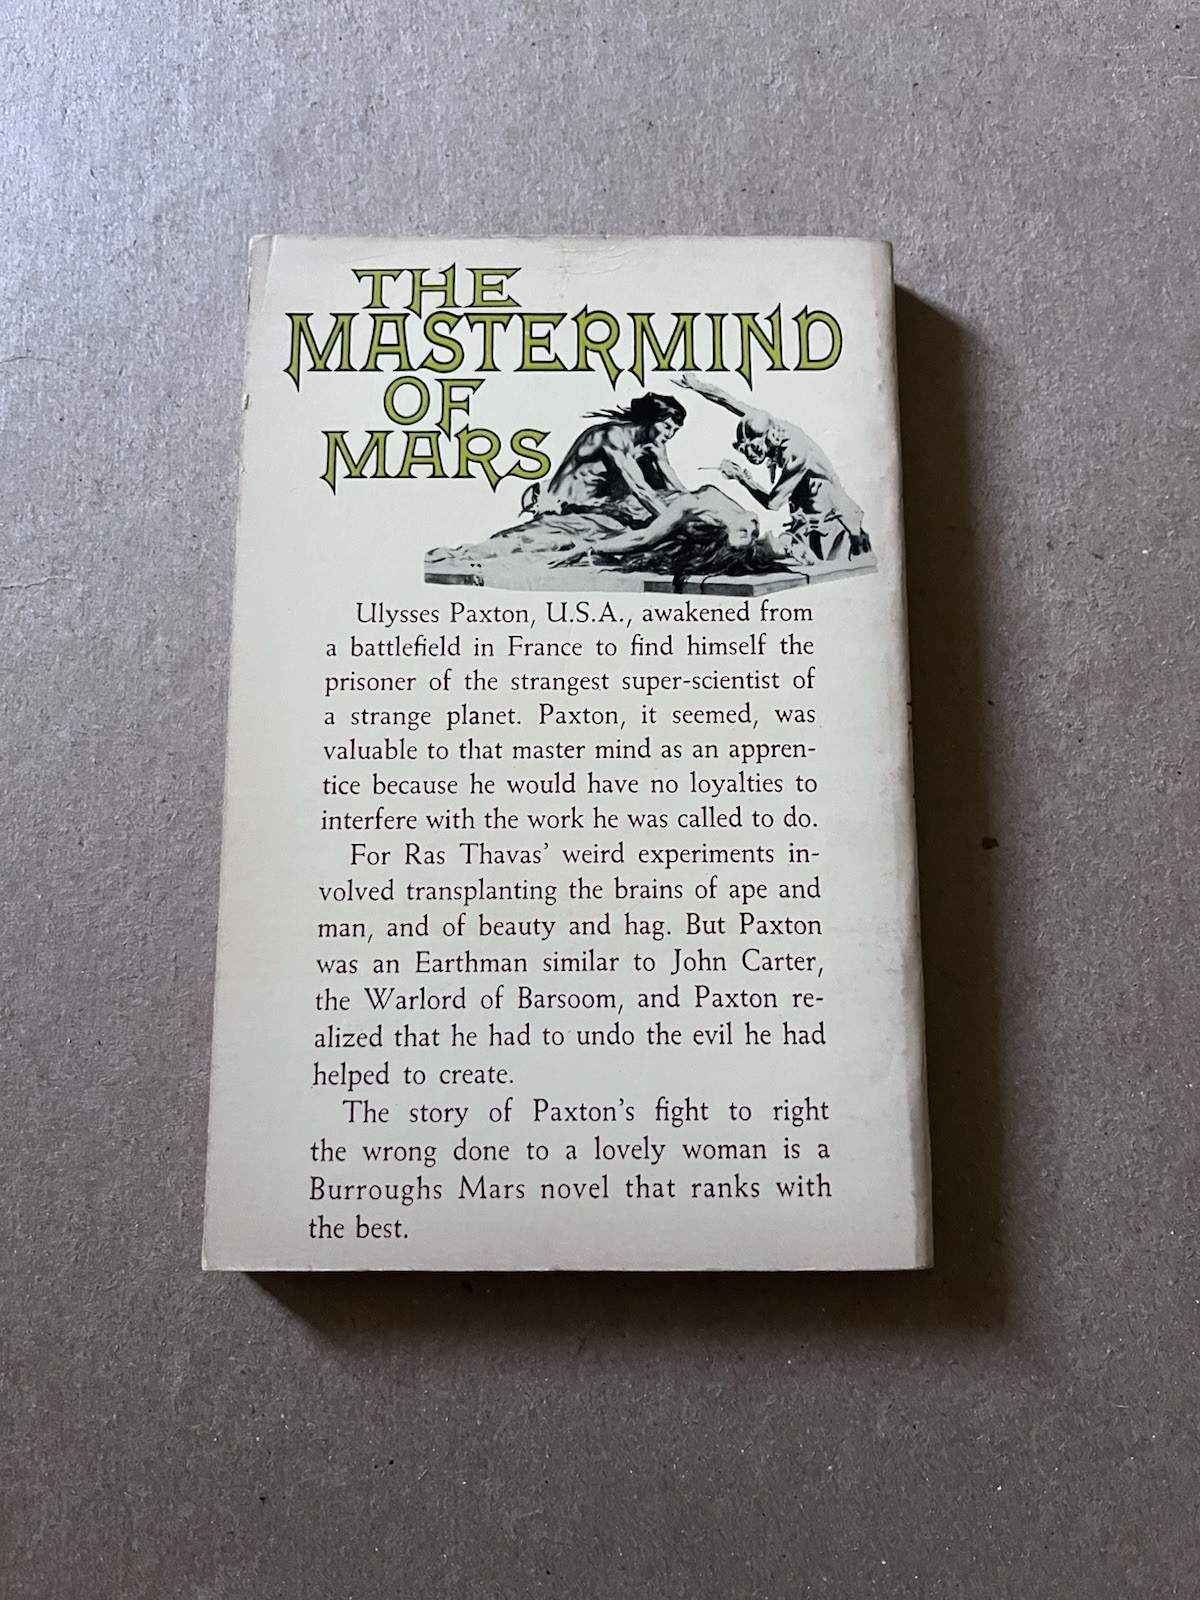 THE
MASTERMIND
OF
MARS
Ulysses Paxton, U.S.A., awakened from
a battlefield in France to find himself the
prisoner of the strangest super-scientist of
a strange planet. Paxton, it seemed, was
valuable to that master mind as an appren-
tice because he would have no loyalties to
interfere with the work he was called to do.
For Ras Thavas' weird experiments in-
volved transplanting the brains of ape and
man, and of beauty and hag. But Paxton
was an Earthman similar to John Carter,
the Warlord of Barsoom, and Paxton re-
alized that he had to undo the evil he had
helped to create.
The story of Paxton's fight to right
the wrong done to a lovely woman is a
Burroughs Mars novel that ranks with
the best.